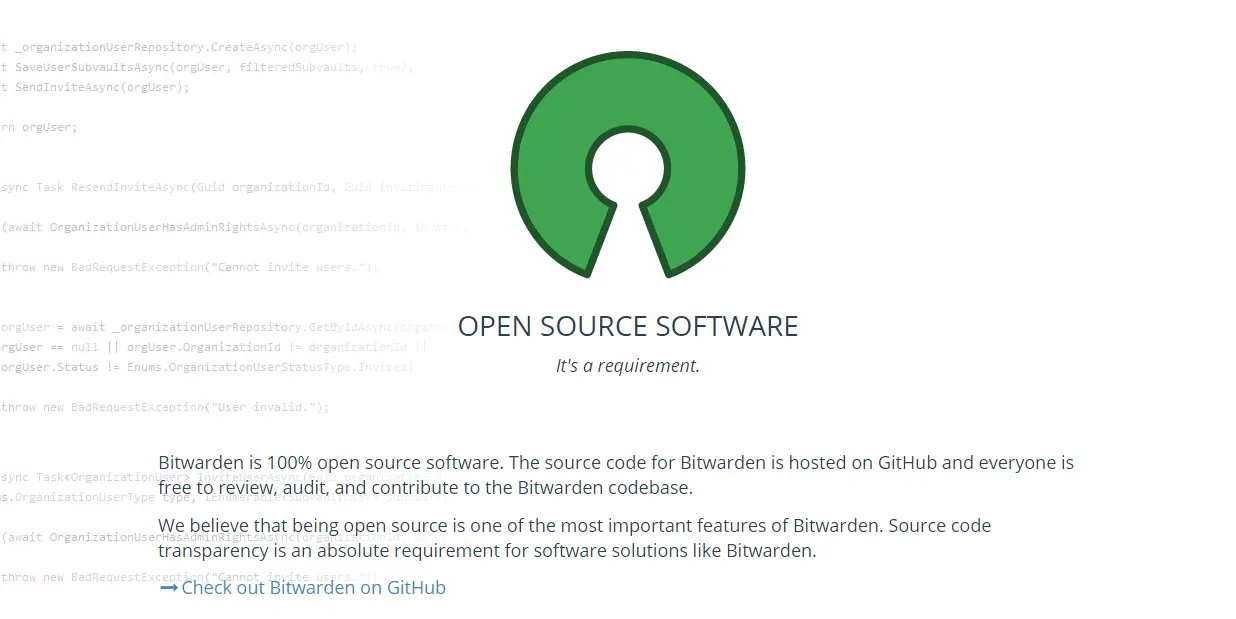 t _organizationUserRepository.CreateAsync(orgUser);
t SaveUserSubvaultsAsync(orgUser, filteredSubvaults, true);
t SendInviteAsync(orgUser);
rn orgUser;
sync Task ResendInviteAsync(Guid organizationId, Guid
(await OrganizationUserHasAdminRightsAsync(organizationId,
throw new BadRequestException("Cannot invite users.");
orgUser = await _organizationUserRepository.GetByIdAsync(
rgUser == null || orgUser.OrganizationId != organizationId ||
orgUser.Status != Enums.OrganizationUserStatusType.Invited)
throw new BadRequestException("User invalid.");
OPEN SOURCE SOFTWARE
It's a requirement.
Bitwarden is 100% open source software. The source code for Bitwarden is hosted on GitHub and everyone is
sync Task<OrganizationUser> InviteUserAsync(
free to review, audit, and contribute to the Bitwarden codebase.
s.OrganizationUserType type,
We believe that being open source is one of the most important features of Bitwarden. Source code
(await OrganizationUserHasAdminRightsAsync(organizationId
transparency is an absolute requirement for software solutions like Bitwarden.
throw new BadRequestException("Cannot invite users.");
Check out Bitwarden on GitHub